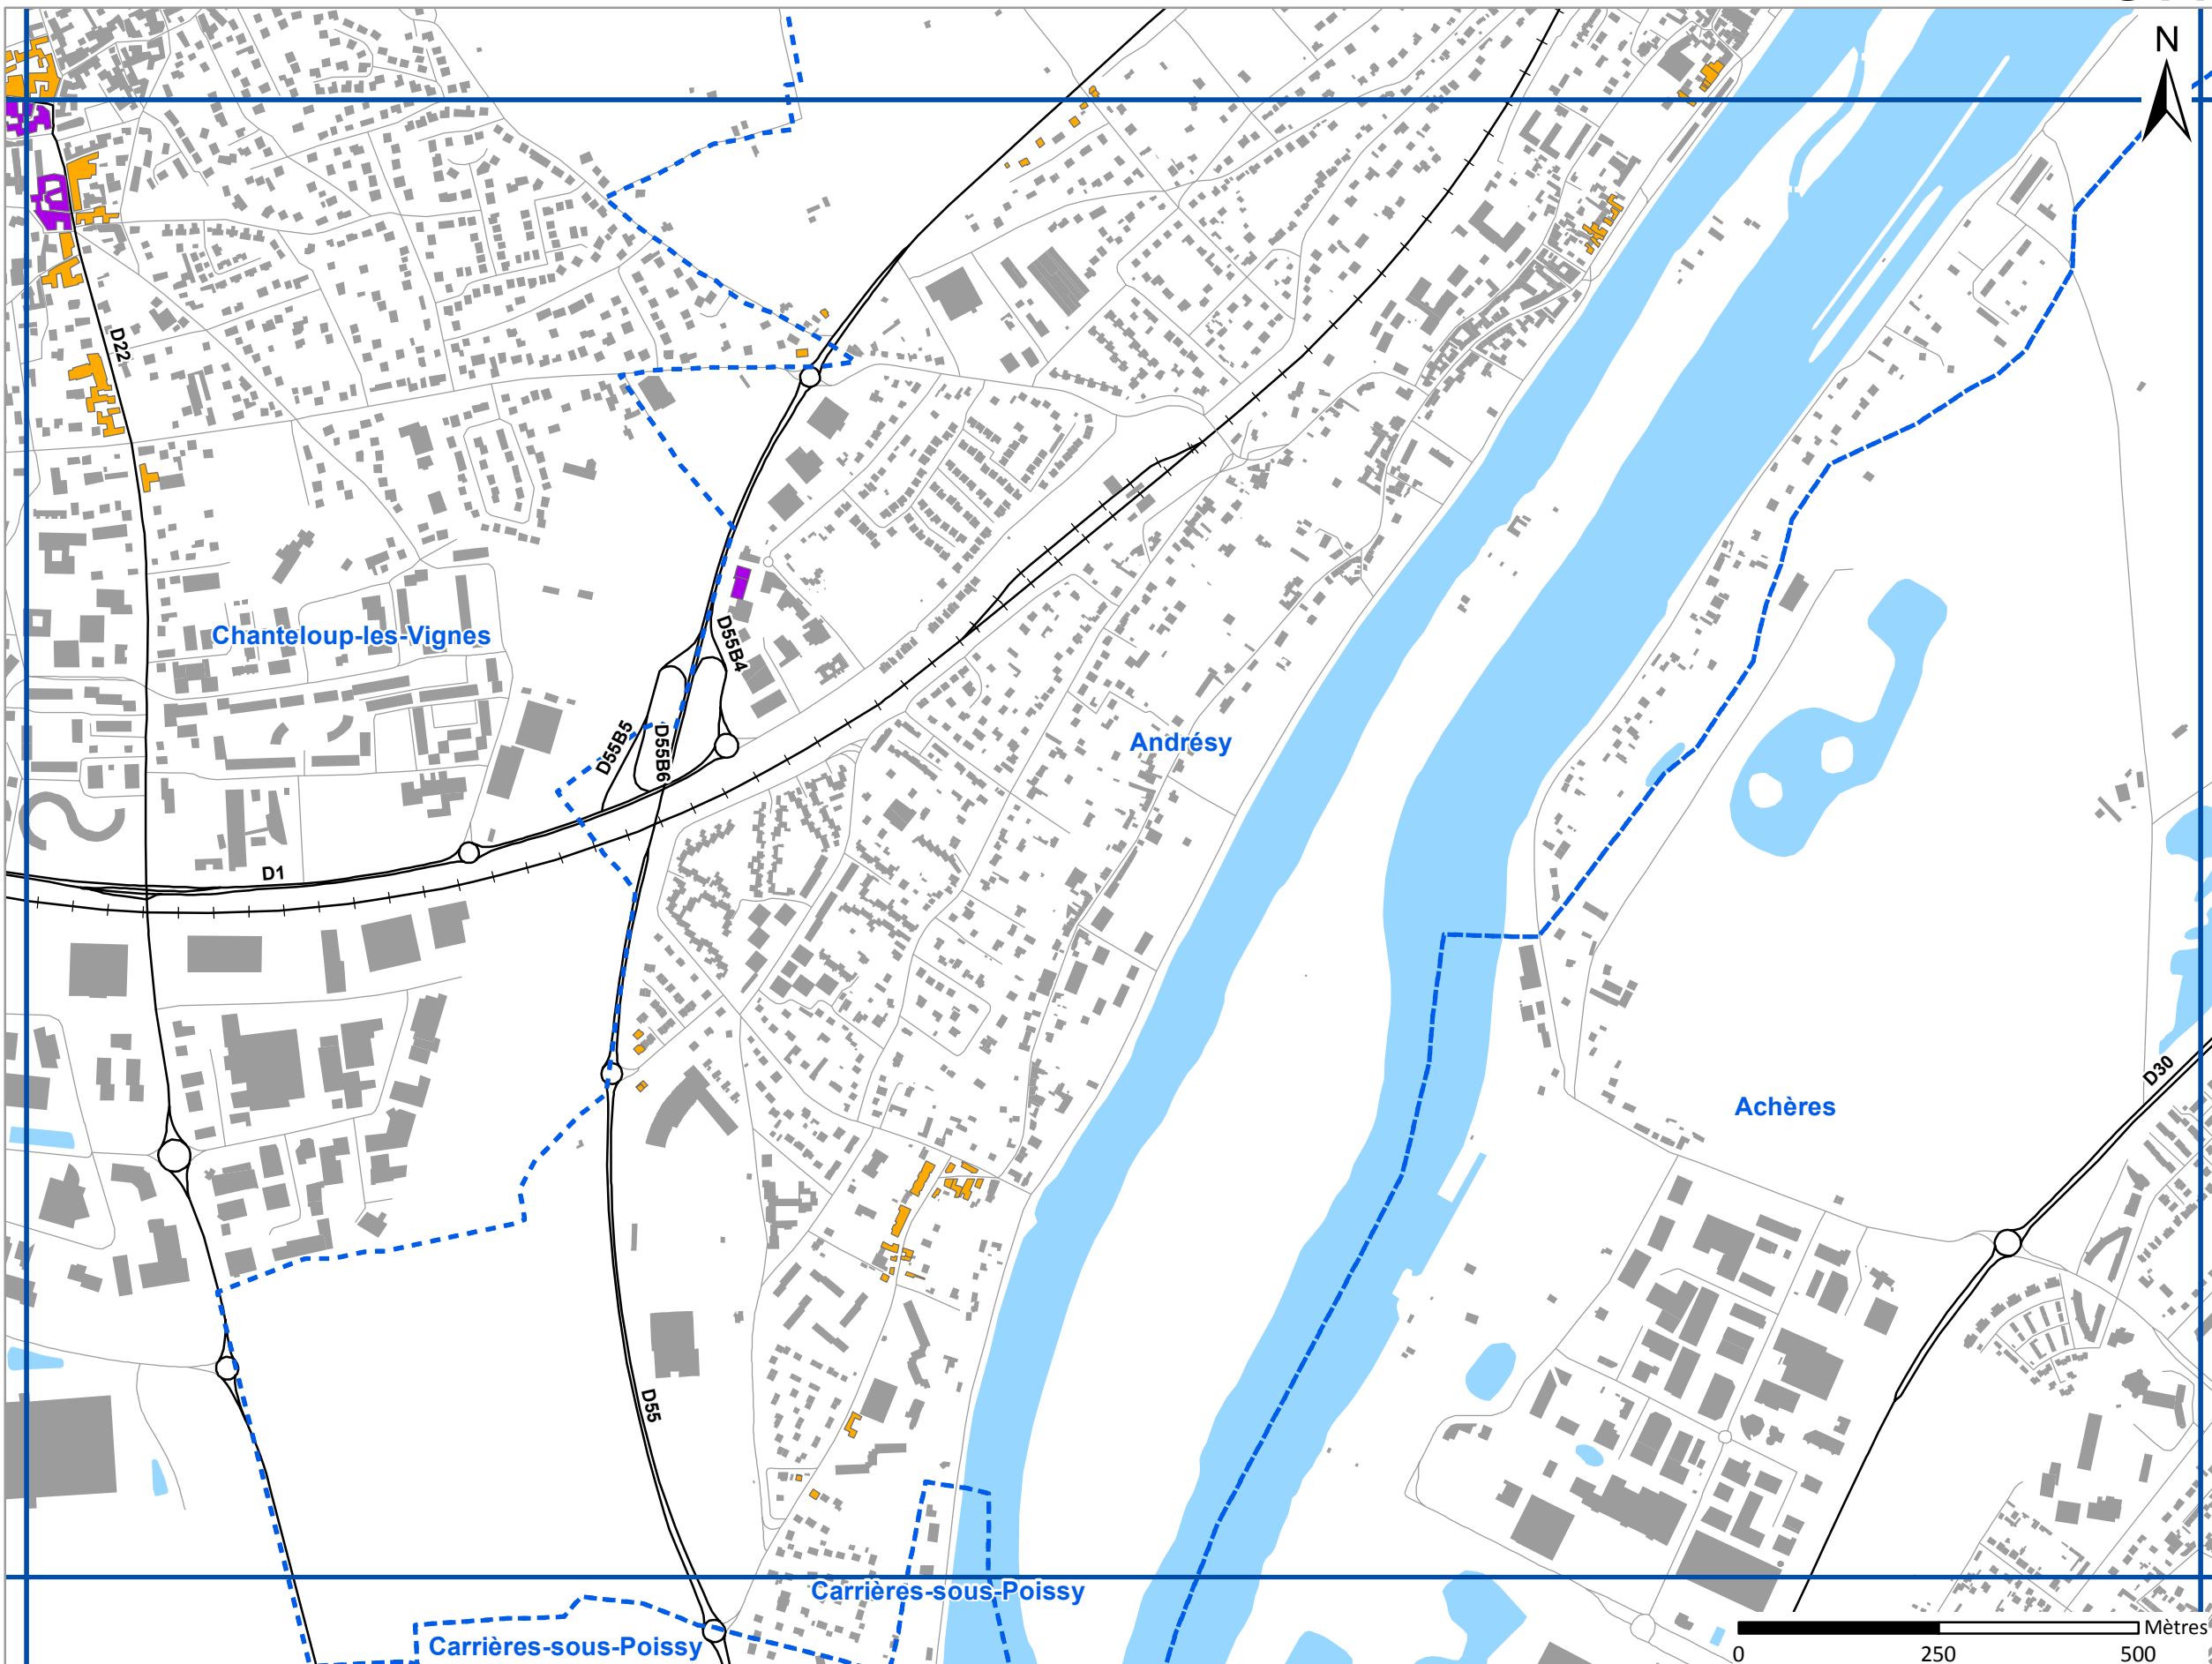 N
D22
Chanteloup-les-Vignes
D55B4
D55B5
D55B6
Andrésy
D1
D30
Achères
D55
Carrières-sous-Poissy
Carrières-sous-Poissy
Mètres
0 250 500